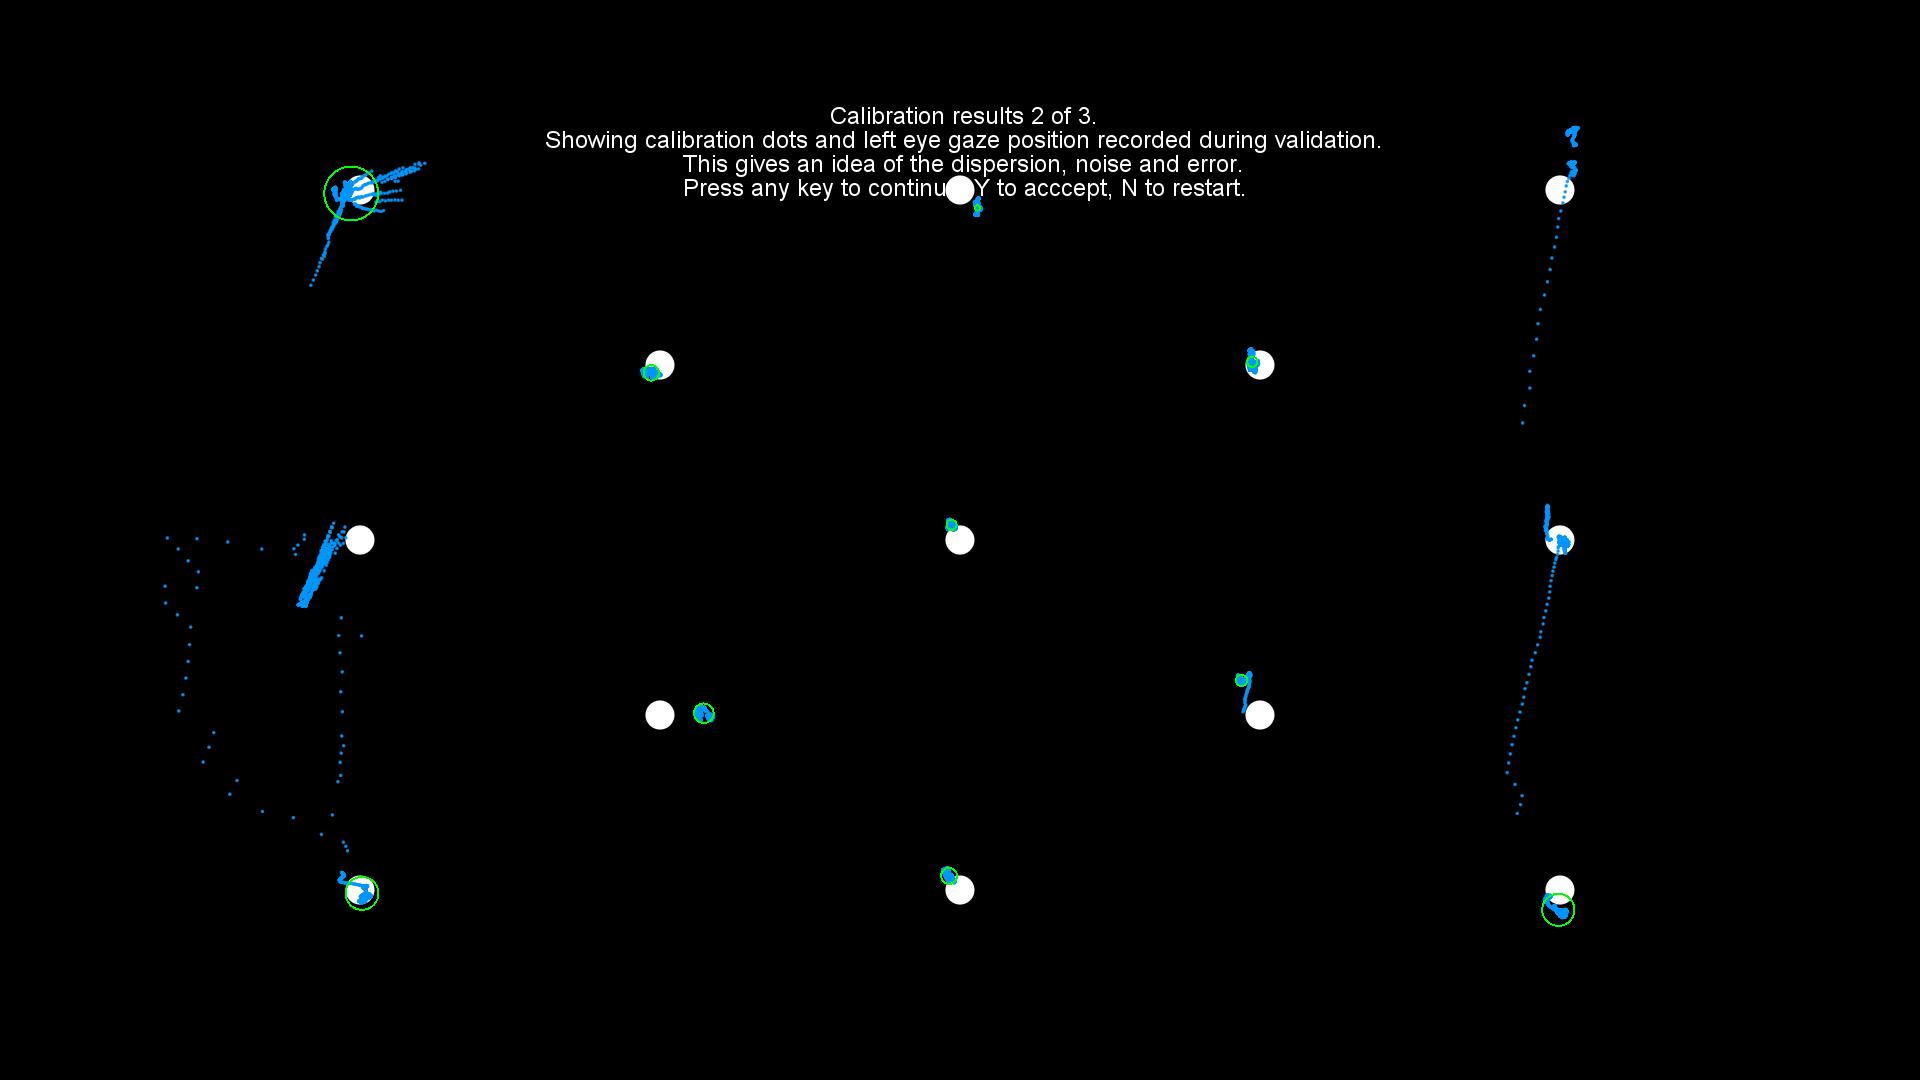 Calibration results 2 of 3.
Showing calibration dots and left eye gaze position recorded during validation.
This gives an idea of the dispersion, noise and error.
Press any key to continu Y to acccept, N to restart.